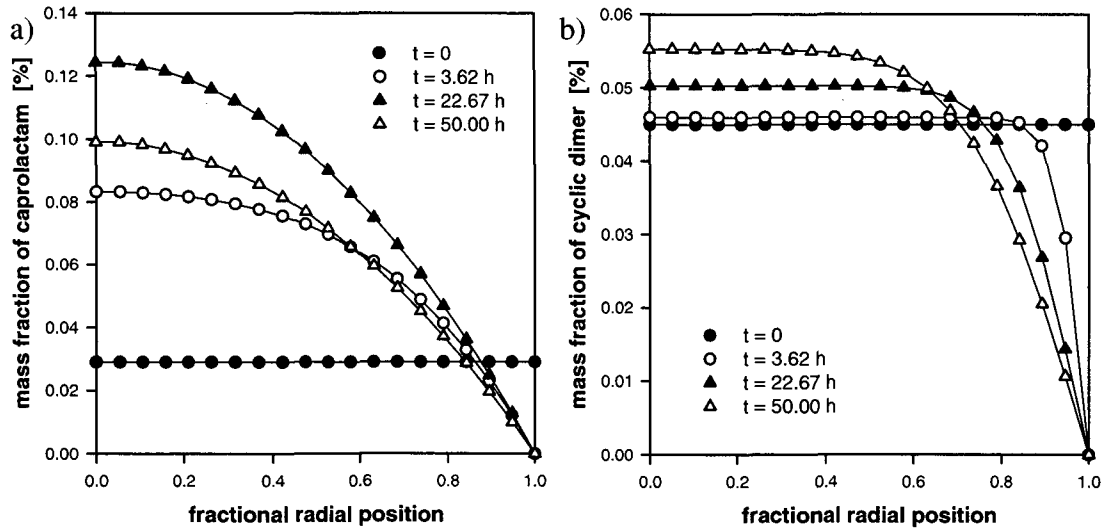 a)
mass fraction of caprolactam [%]
0.14
0.12
0.10
0.08
0.06
0.04
0.02
0.00
t = 0
t = 3.62 h
t = 22.67 h
t = 50.00 h
0.0 0.2 0.4 0.6 0.8 1.0
fractional radial position
b)
mass fraction of cyclic dimer [%]
0.06
0.05
0.04
0.03
0.02
0.01
0.00
t = 0
t = 3.62 h
t = 22.67 h
t = 50.00 h
0.0 0.2 0.4 0.6 0.8 1.0
fractional radial position